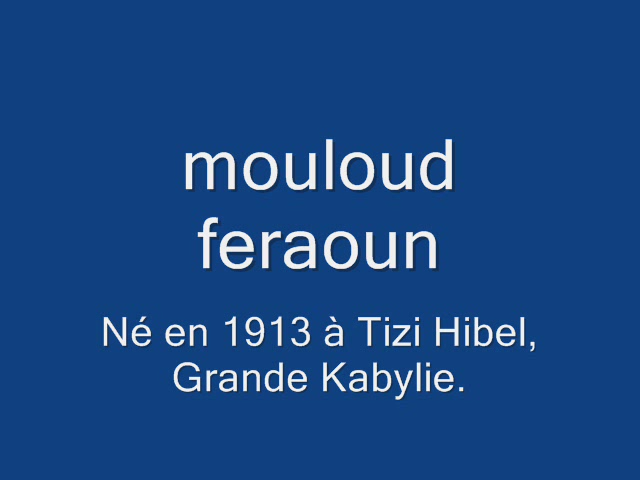 mouloud
feraoun
Né en 1913 à Tizi Hibel,
Grande Kabylie.